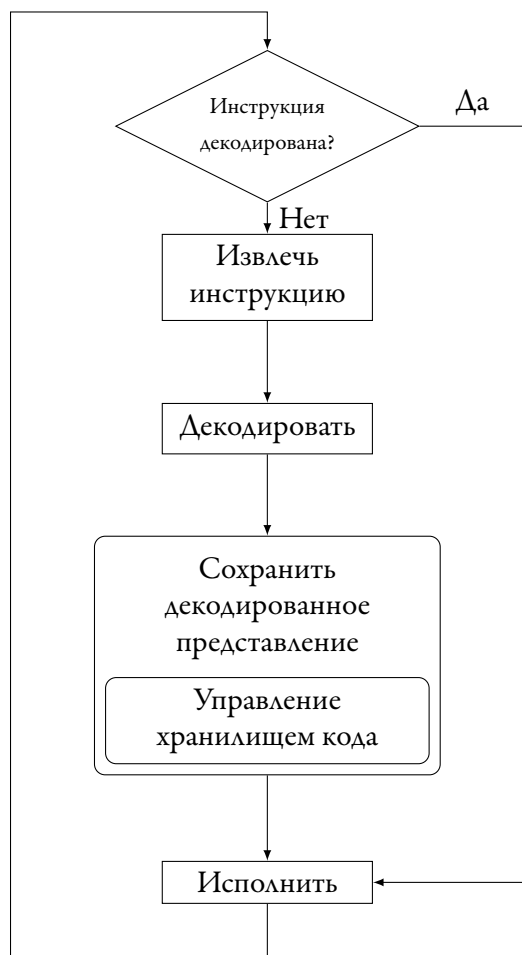 Инструкция
декодирована?
Да
Нет
Извлечь
инструкцию
Декодировать
Сохранить
декодированное
представление
Управление
хранилищем кода
Исполнить